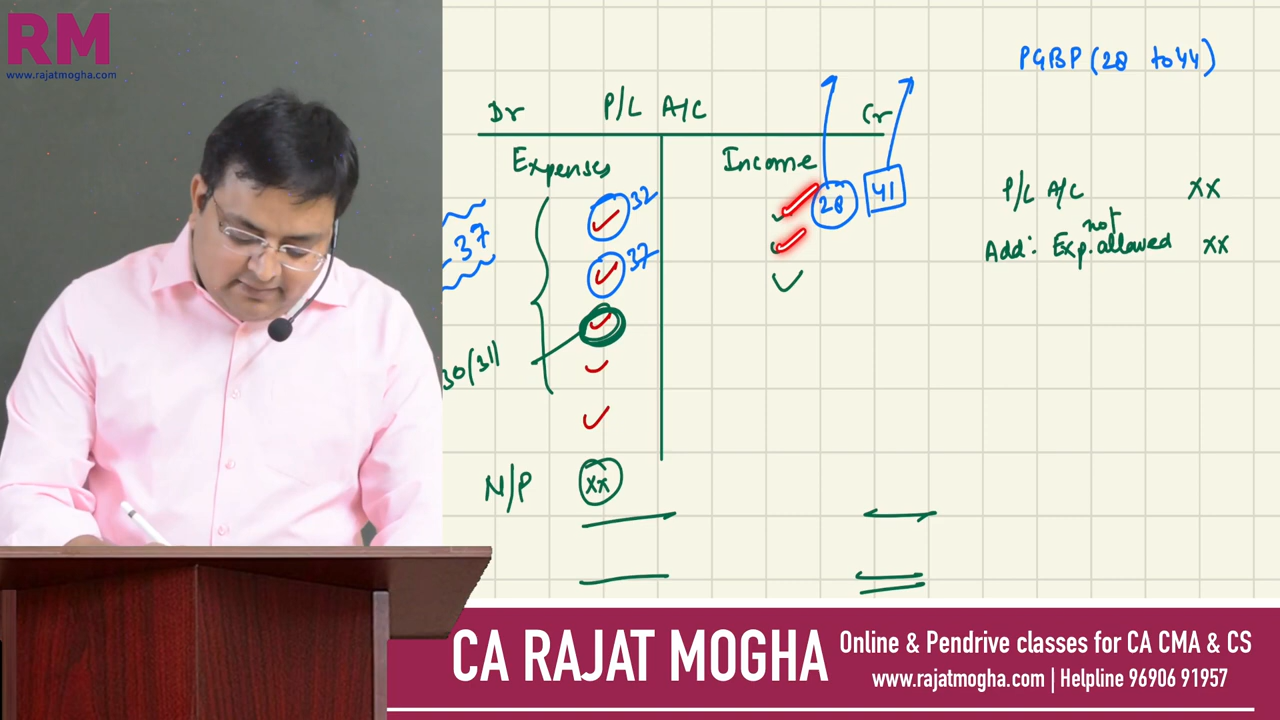 RM
www.rajatmogha.com
PGBP (28 to 44)
Dr P/L A/C Cr
Expenses Income
32
28 41
37
37
30/31
N/P xx
P/L A/C xx
not
Add: Exp. allowed xx
CA RAJAT MOGHA
Online & Pendrive classes for CA CMA & CS
www.rajatmogha.com | Helpline 96906 91957